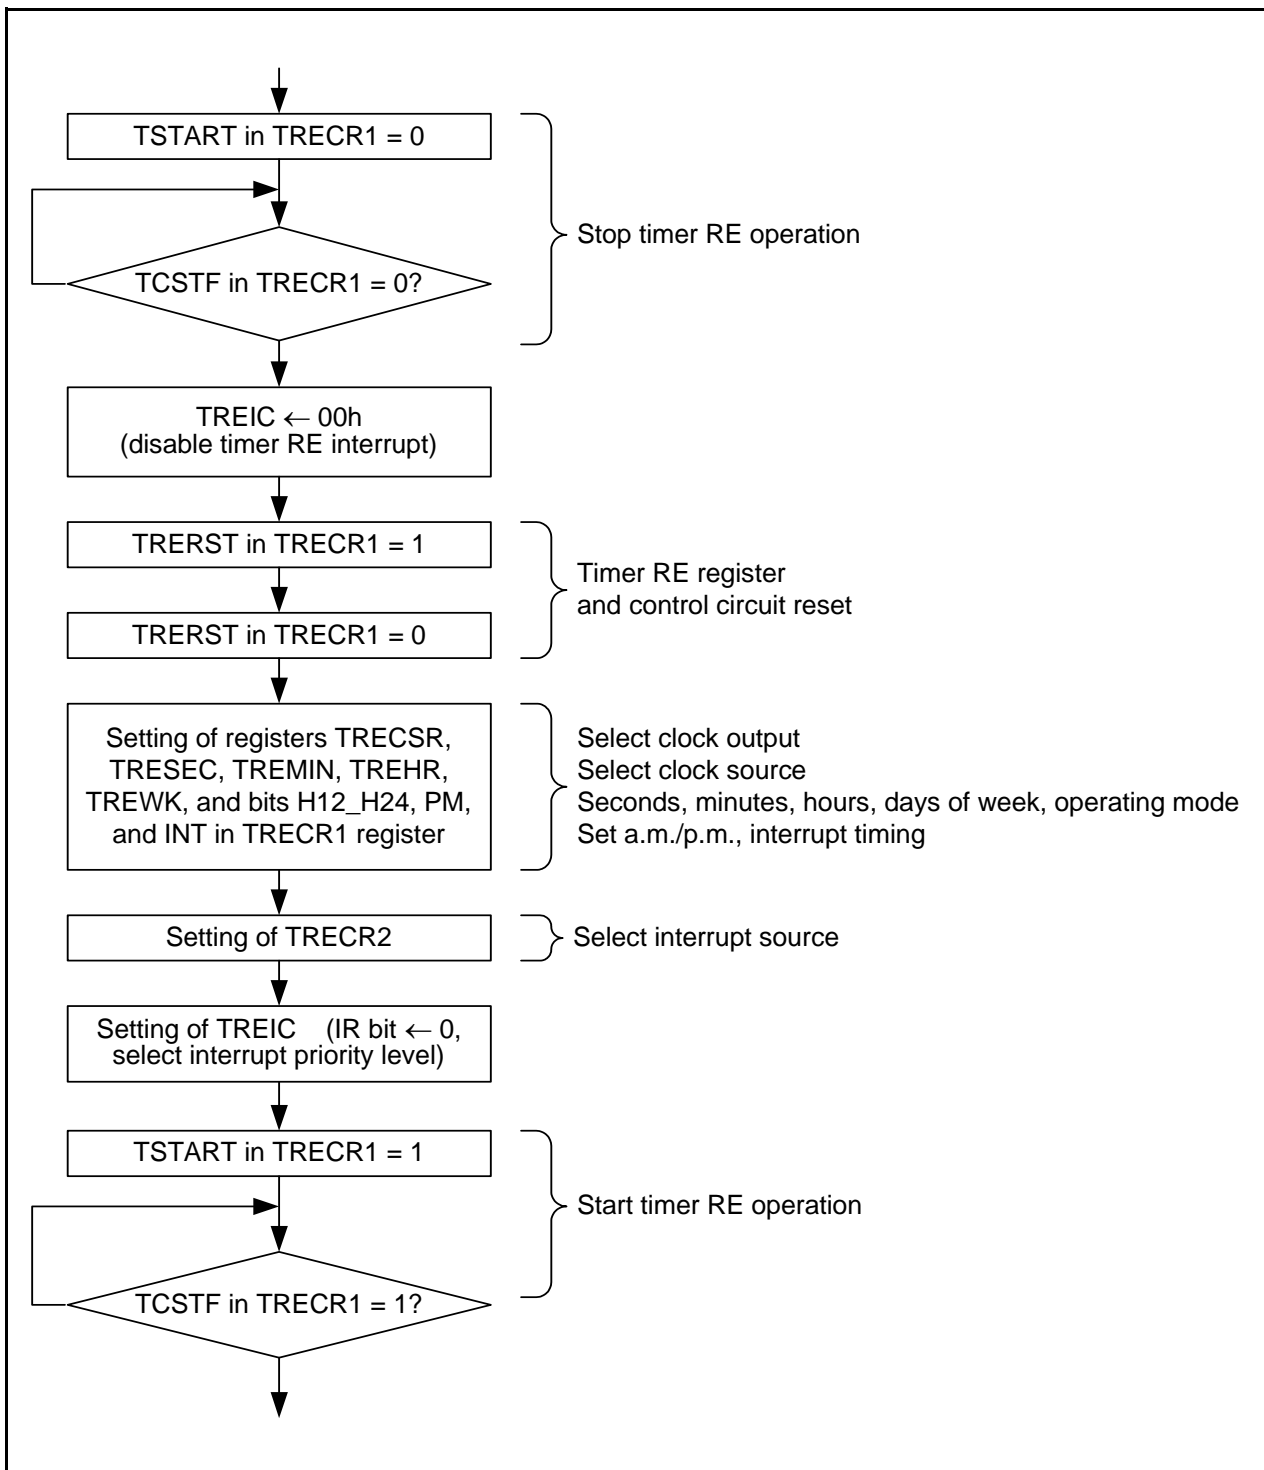 TSTART in TRECR1 = 0
TCSTF in TRECR1 = 0?
Stop timer RE operation
TREIC ← 00h
(disable timer RE interrupt)
TRERST in TRECR1 = 1
TRERST in TRECR1 = 0
Timer RE register
and control circuit reset
Setting of registers TRECSR,
TRESEC, TREMIN, TREHR,
TREWK, and bits H12_H24, PM,
and INT in TRECR1 register
Select clock output
Select clock source
Seconds, minutes, hours, days of week, operating mode
Set a.m./p.m., interrupt timing
Setting of TRECR2
Select interrupt source
Setting of TREIC (IR bit ← 0,
select interrupt priority level)
TSTART in TRECR1 = 1
TCSTF in TRECR1 = 1?
Start timer RE operation